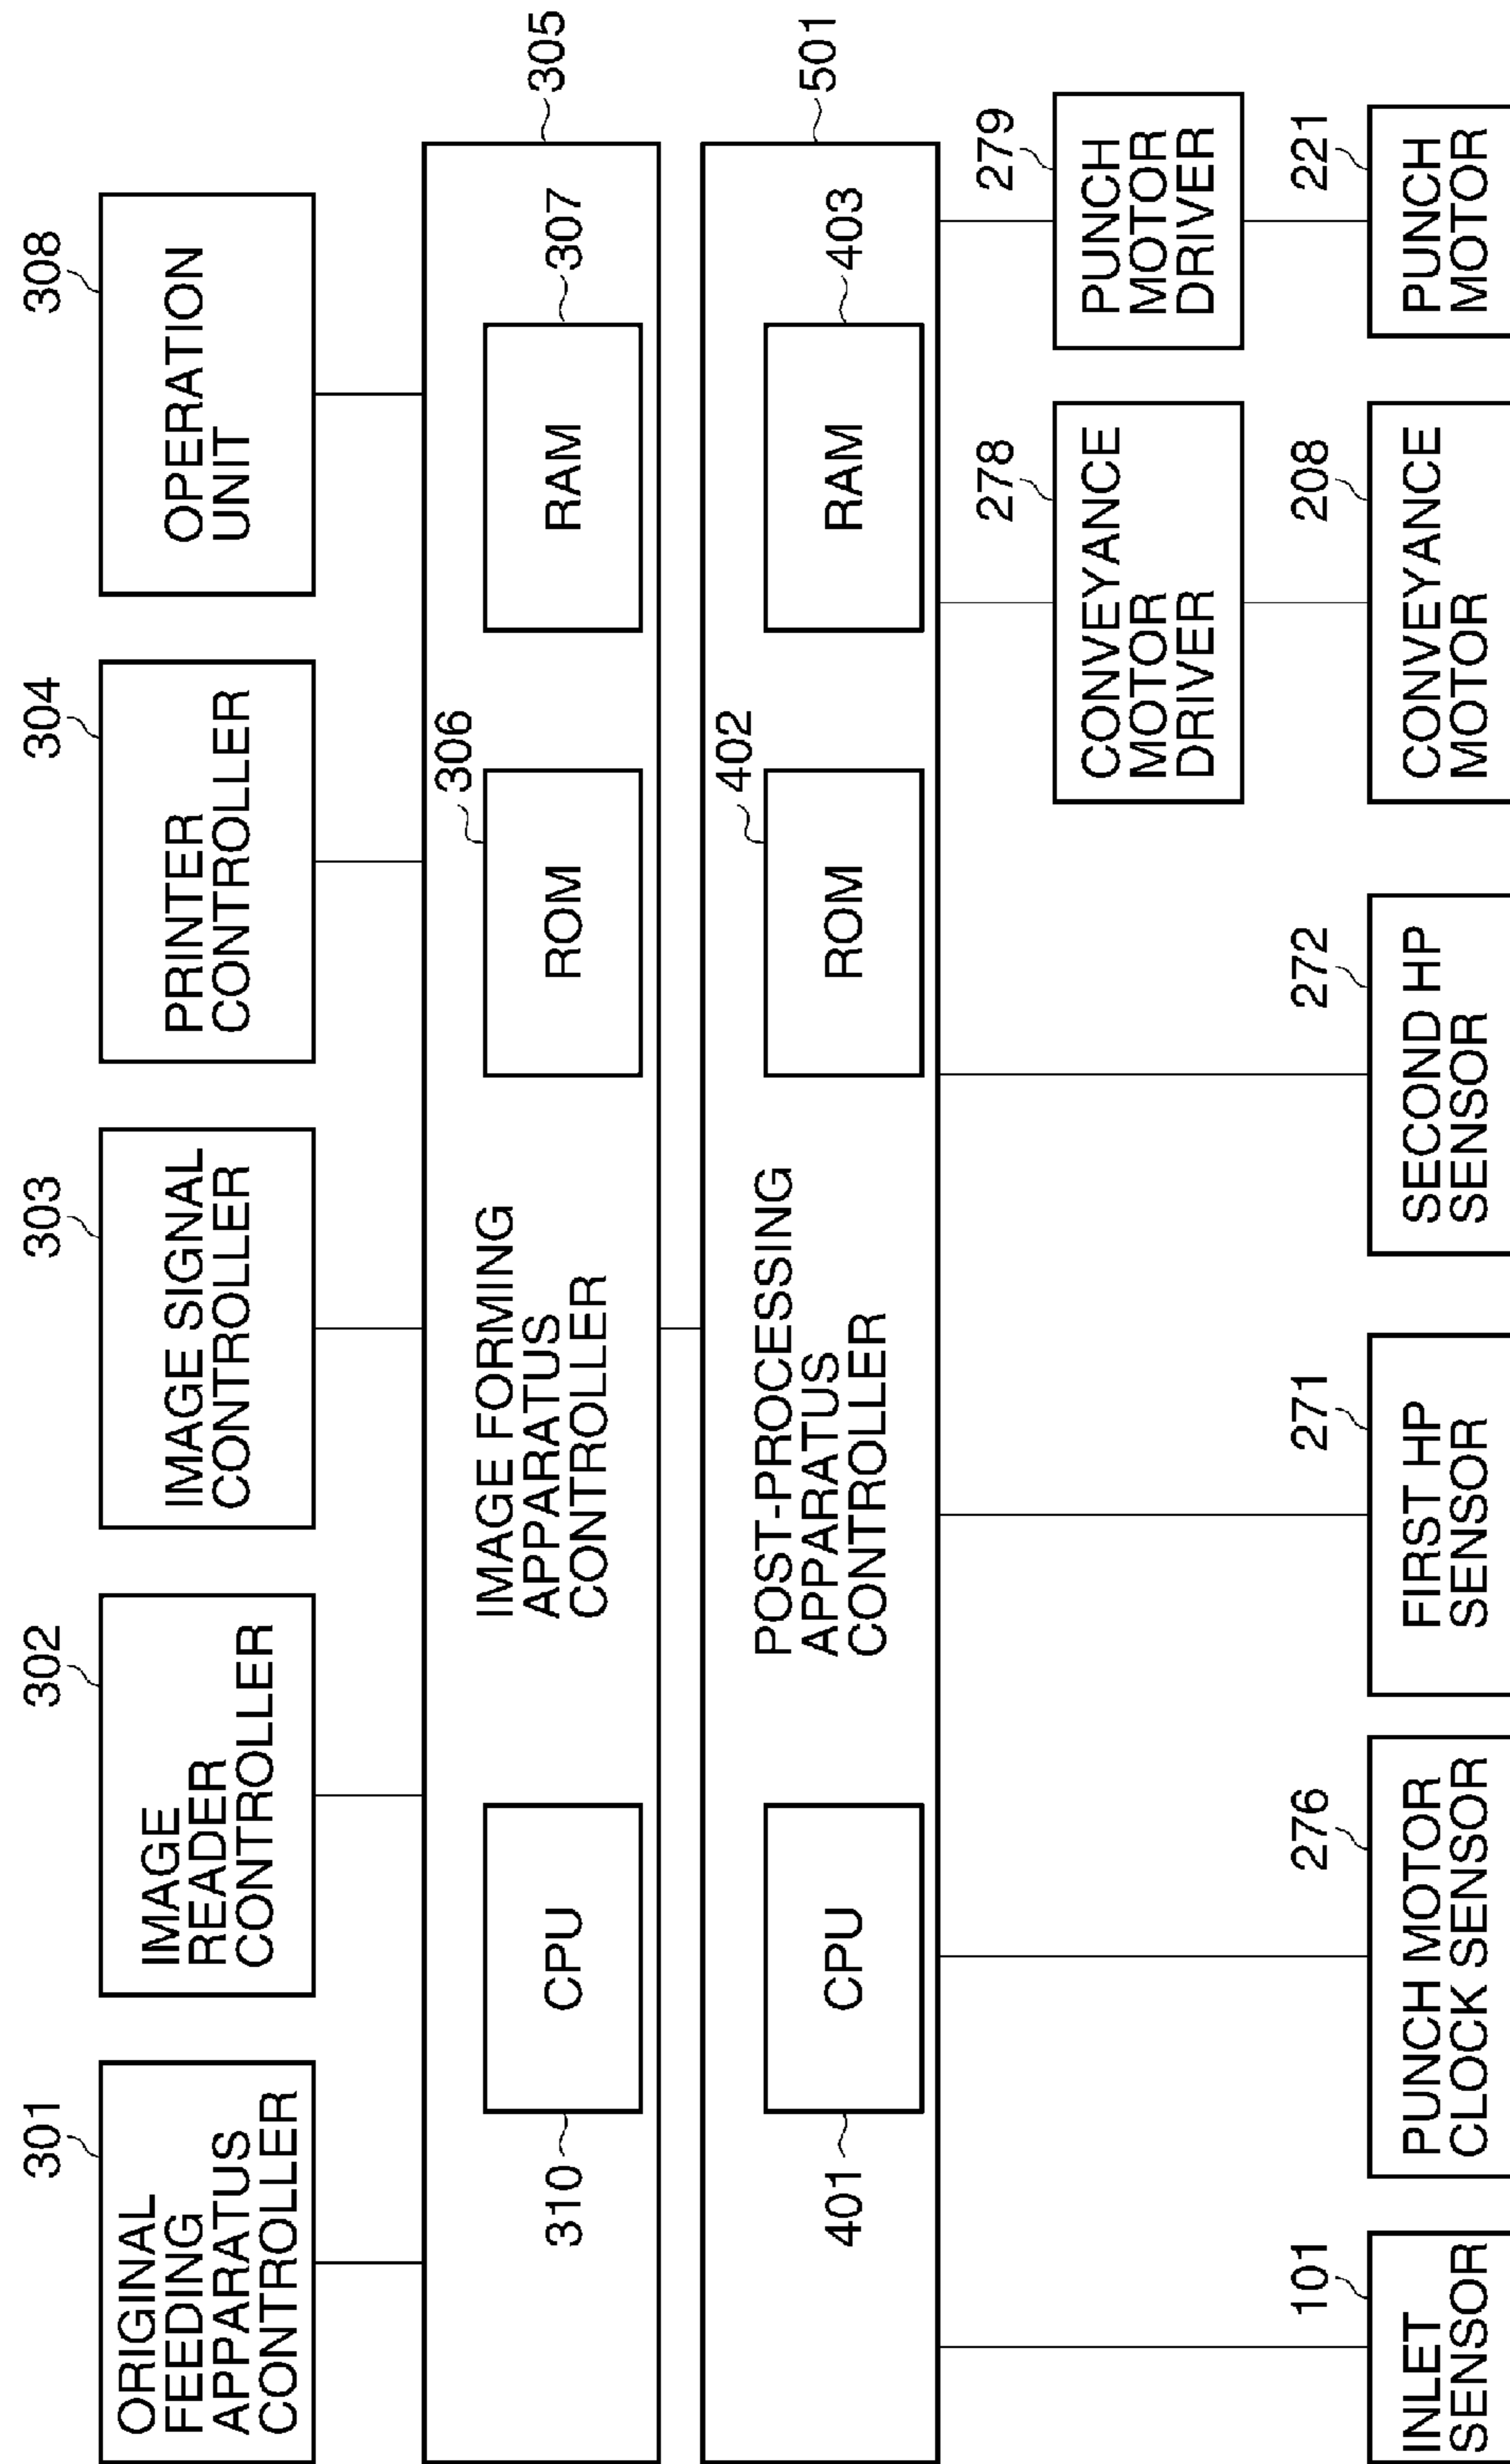 301
ORIGINAL
FEEDING
APPARATUS
CONTROLLER
302
IMAGE
READER
CONTROLLER
303
IMAGE SIGNAL
CONTROLLER
304
PRINTER
CONTROLLER
308
OPERATION
UNIT
305
310
CPU
IMAGE FORMING
APPARATUS
CONTROLLER
306
ROM
307
RAM
501
401
CPU
POST-PROCESSING
APPARATUS
CONTROLLER
402
ROM
403
RAM
278
CONVEYANCE
MOTOR
DRIVER
279
PUNCH
MOTOR
DRIVER
101
INLET
SENSOR
276
PUNCH MOTOR
CLOCK SENSOR
271
FIRST HP
SENSOR
272
SECOND HP
SENSOR
208
CONVEYANCE
MOTOR
221
PUNCH
MOTOR